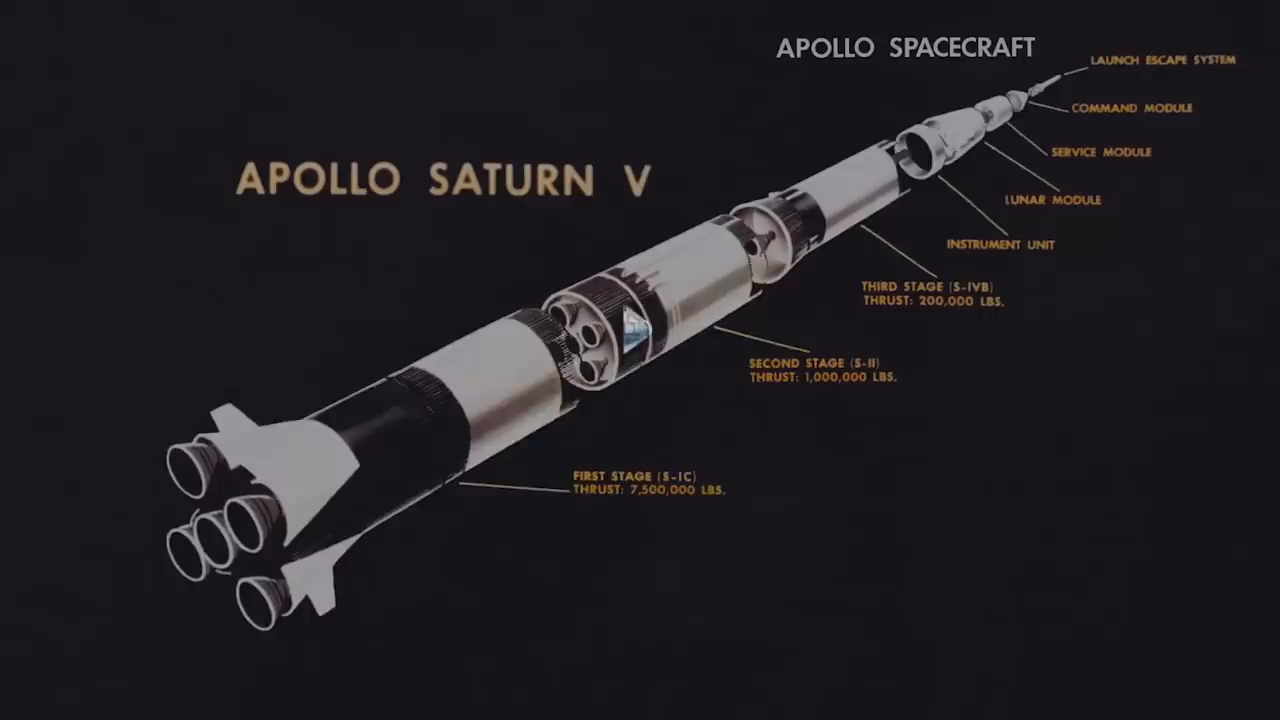 APOLLO SPACECRAFT
LAUNCH ESCAPE SYSTEM
COMMAND MODULE
SERVICE MODULE
APOLLO SATURN V
LUNAR MODULE
INSTRUMENT UNIT
THIRD STAGE (S-IVB)
THRUST: 200,000 LBS.
SECOND STAGE (S-II)
THRUST: 1,000,000 LBS.
FIRST STAGE (S-IC)
THRUST: 7,500,000 LBS.